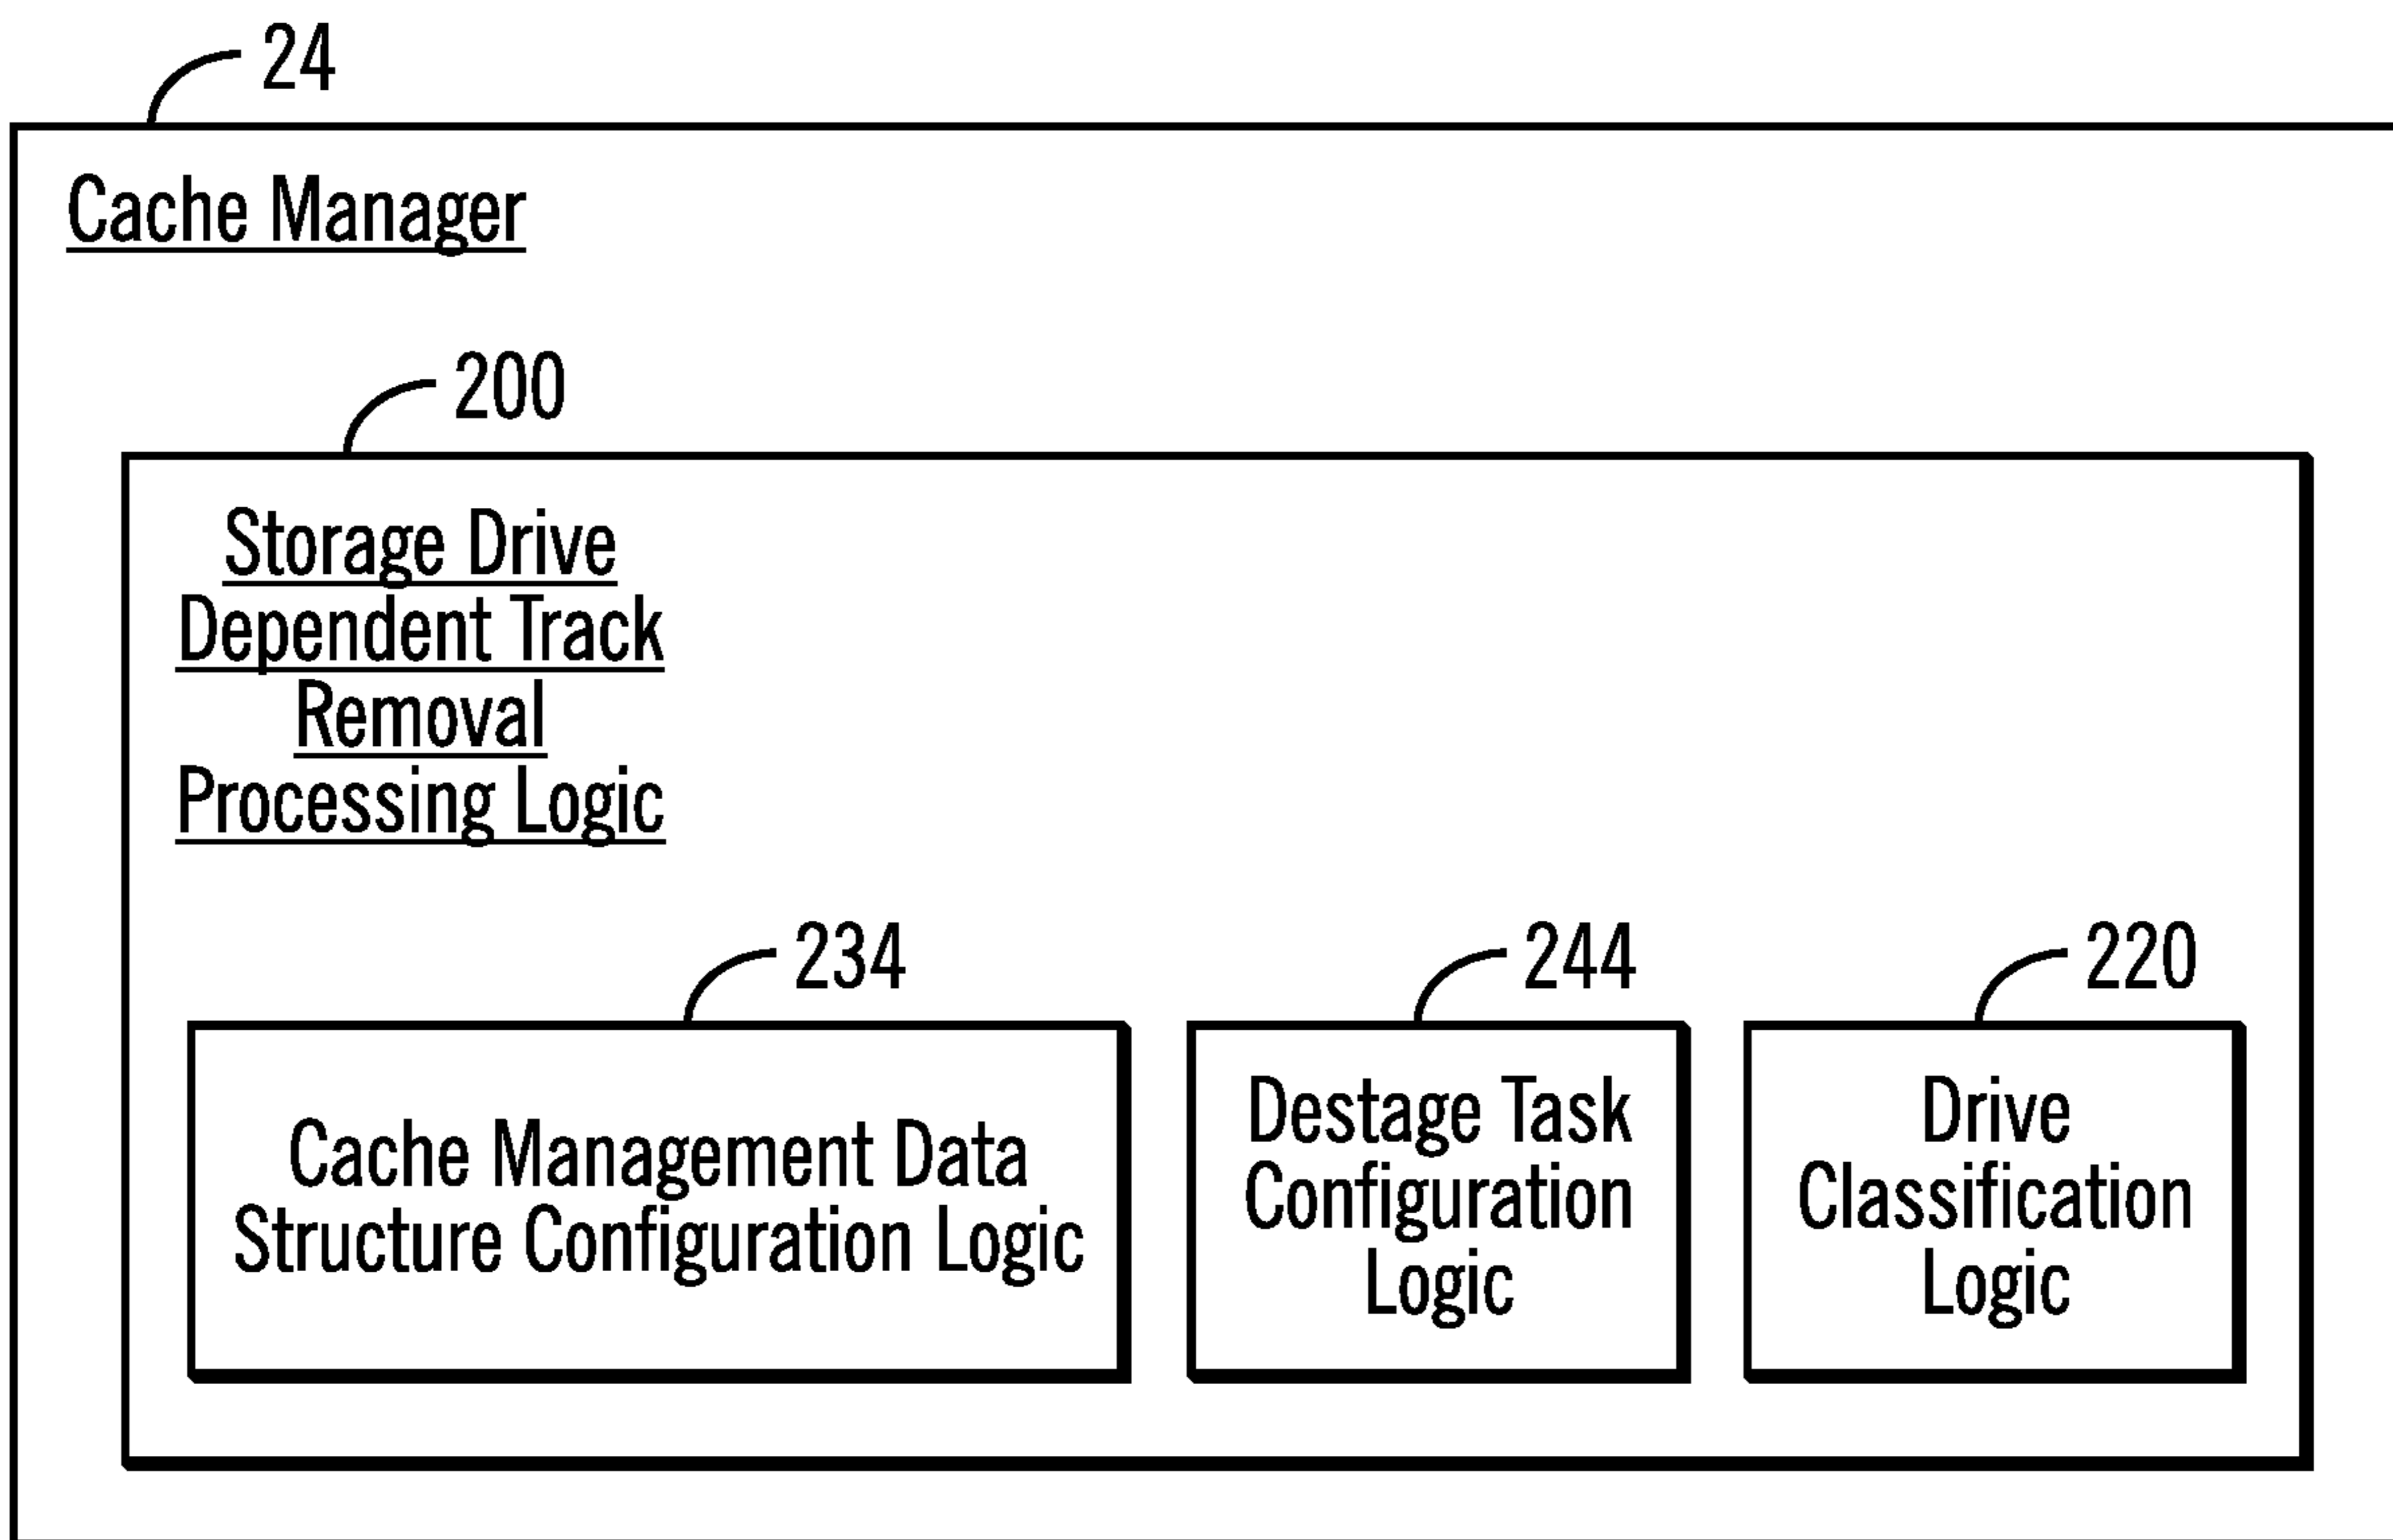 24
Cache Manager
200
Storage Drive
Dependent Track
Removal
Processing Logic
234
Cache Management Data
Structure Configuration Logic
244
Destage Task
Configuration
Logic
220
Drive
Classification
Logic